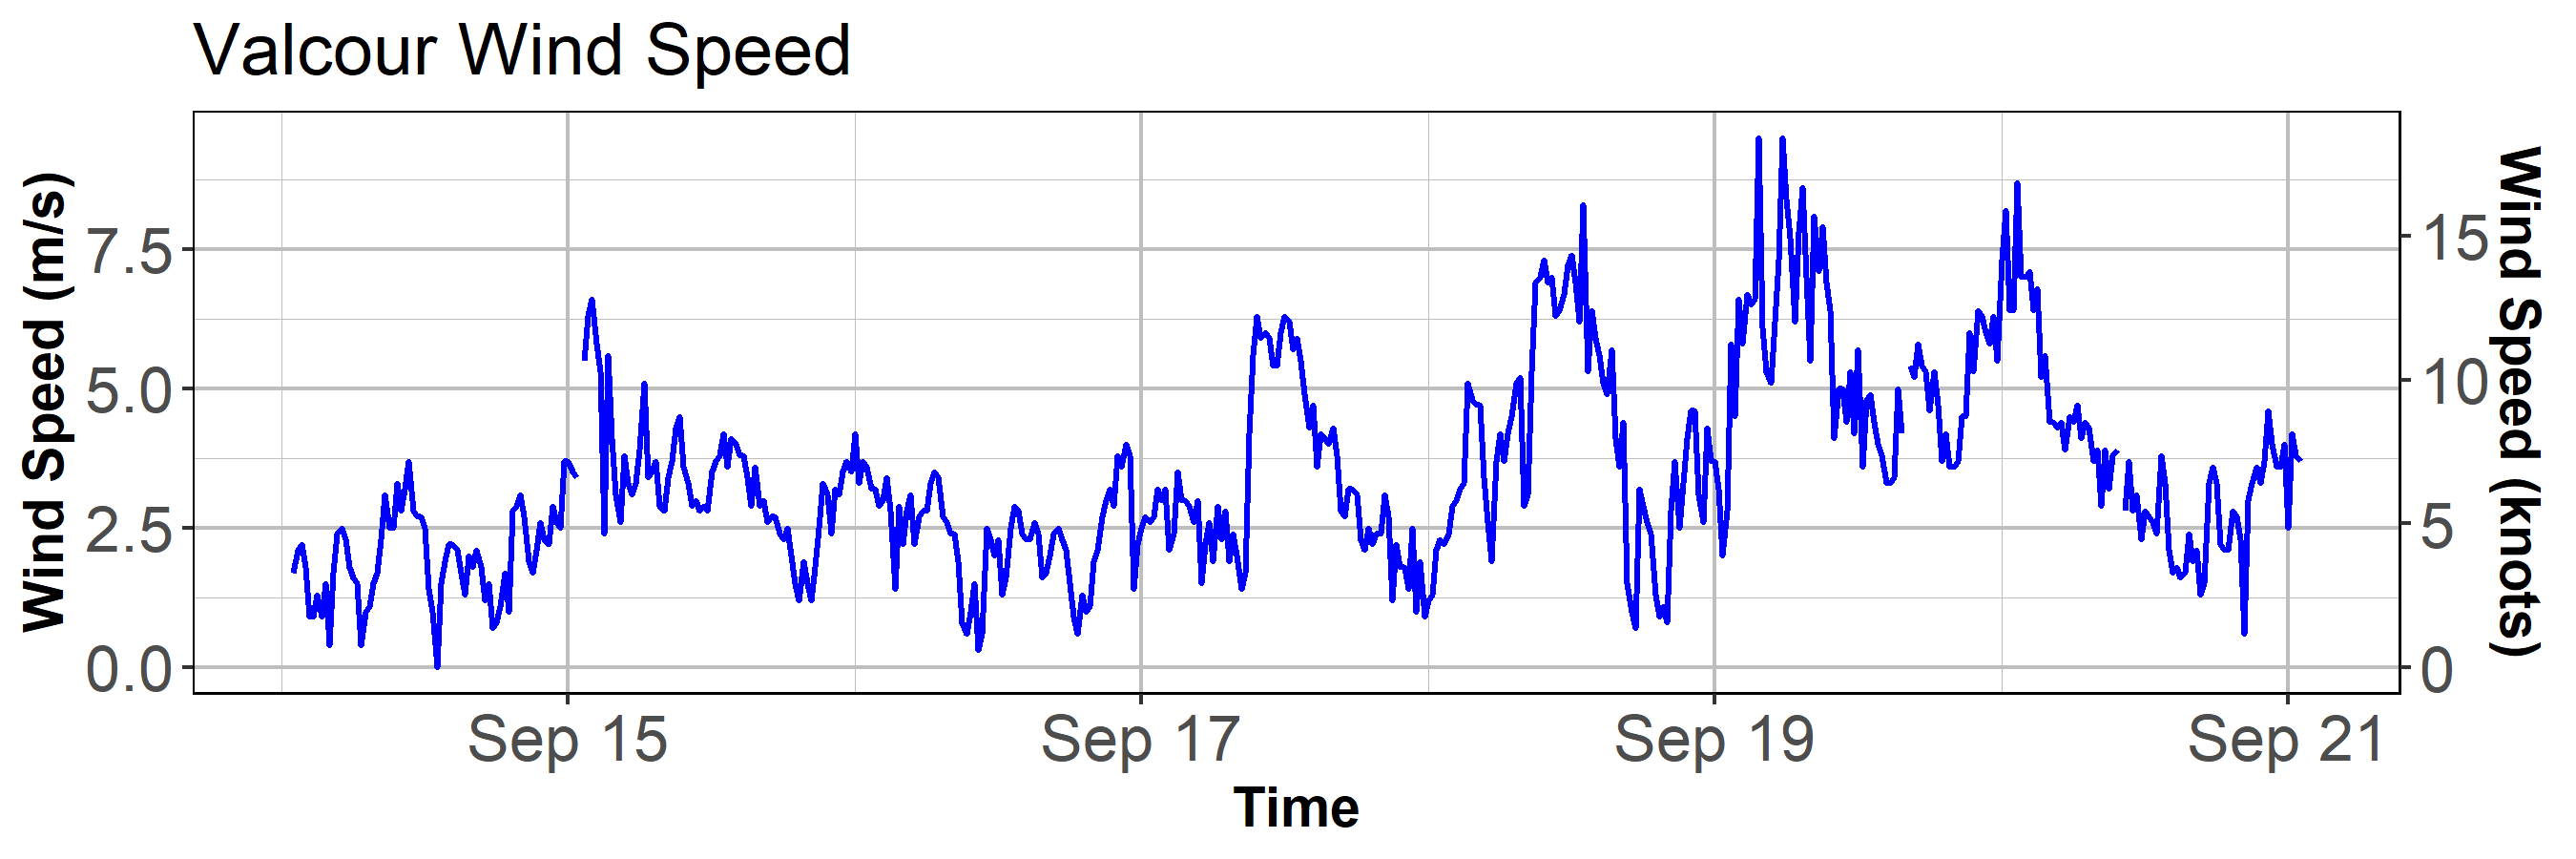 Valcour Wind Speed
Wind Speed (m/s)
7.5
5.0
2.5
0.0
15
10
5
0
Wind Speed (knots)
Sep 15
Sep 17
Sep 19
Sep 21
Time